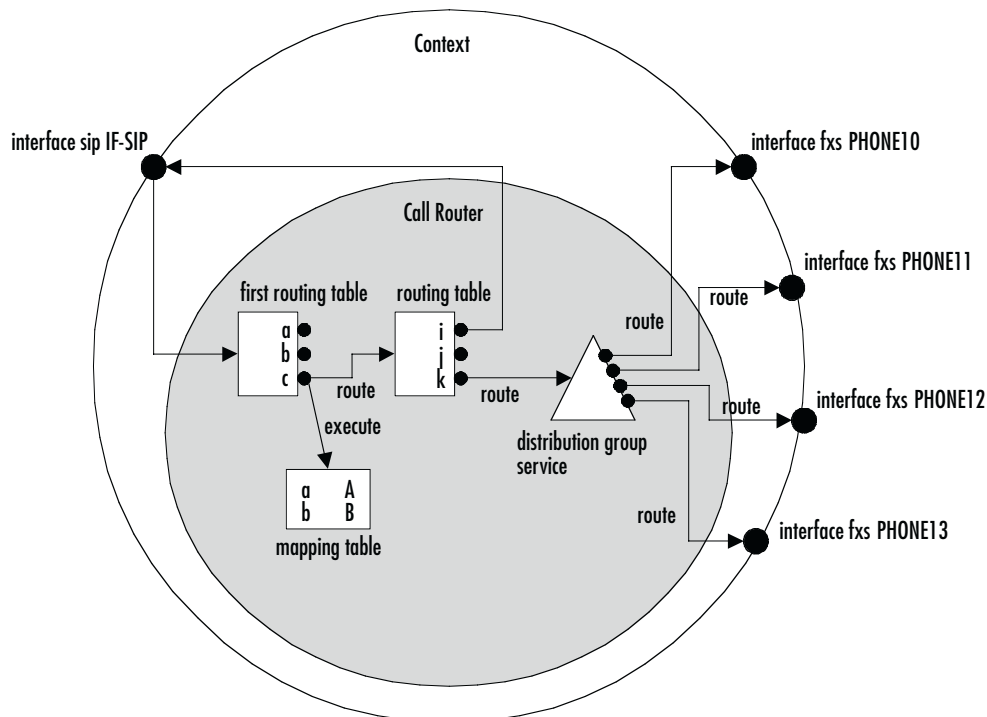 Context
interface sip IF-SIP
interface fxs PHONE10
Call Router
interface fxs PHONE11
first routing table
routing table
route
route
a
b
c
i
j
k
route
route
interface fxs PHONE12
route
execute
distribution group
service
a A
b B
route
mapping table
interface fxs PHONE13